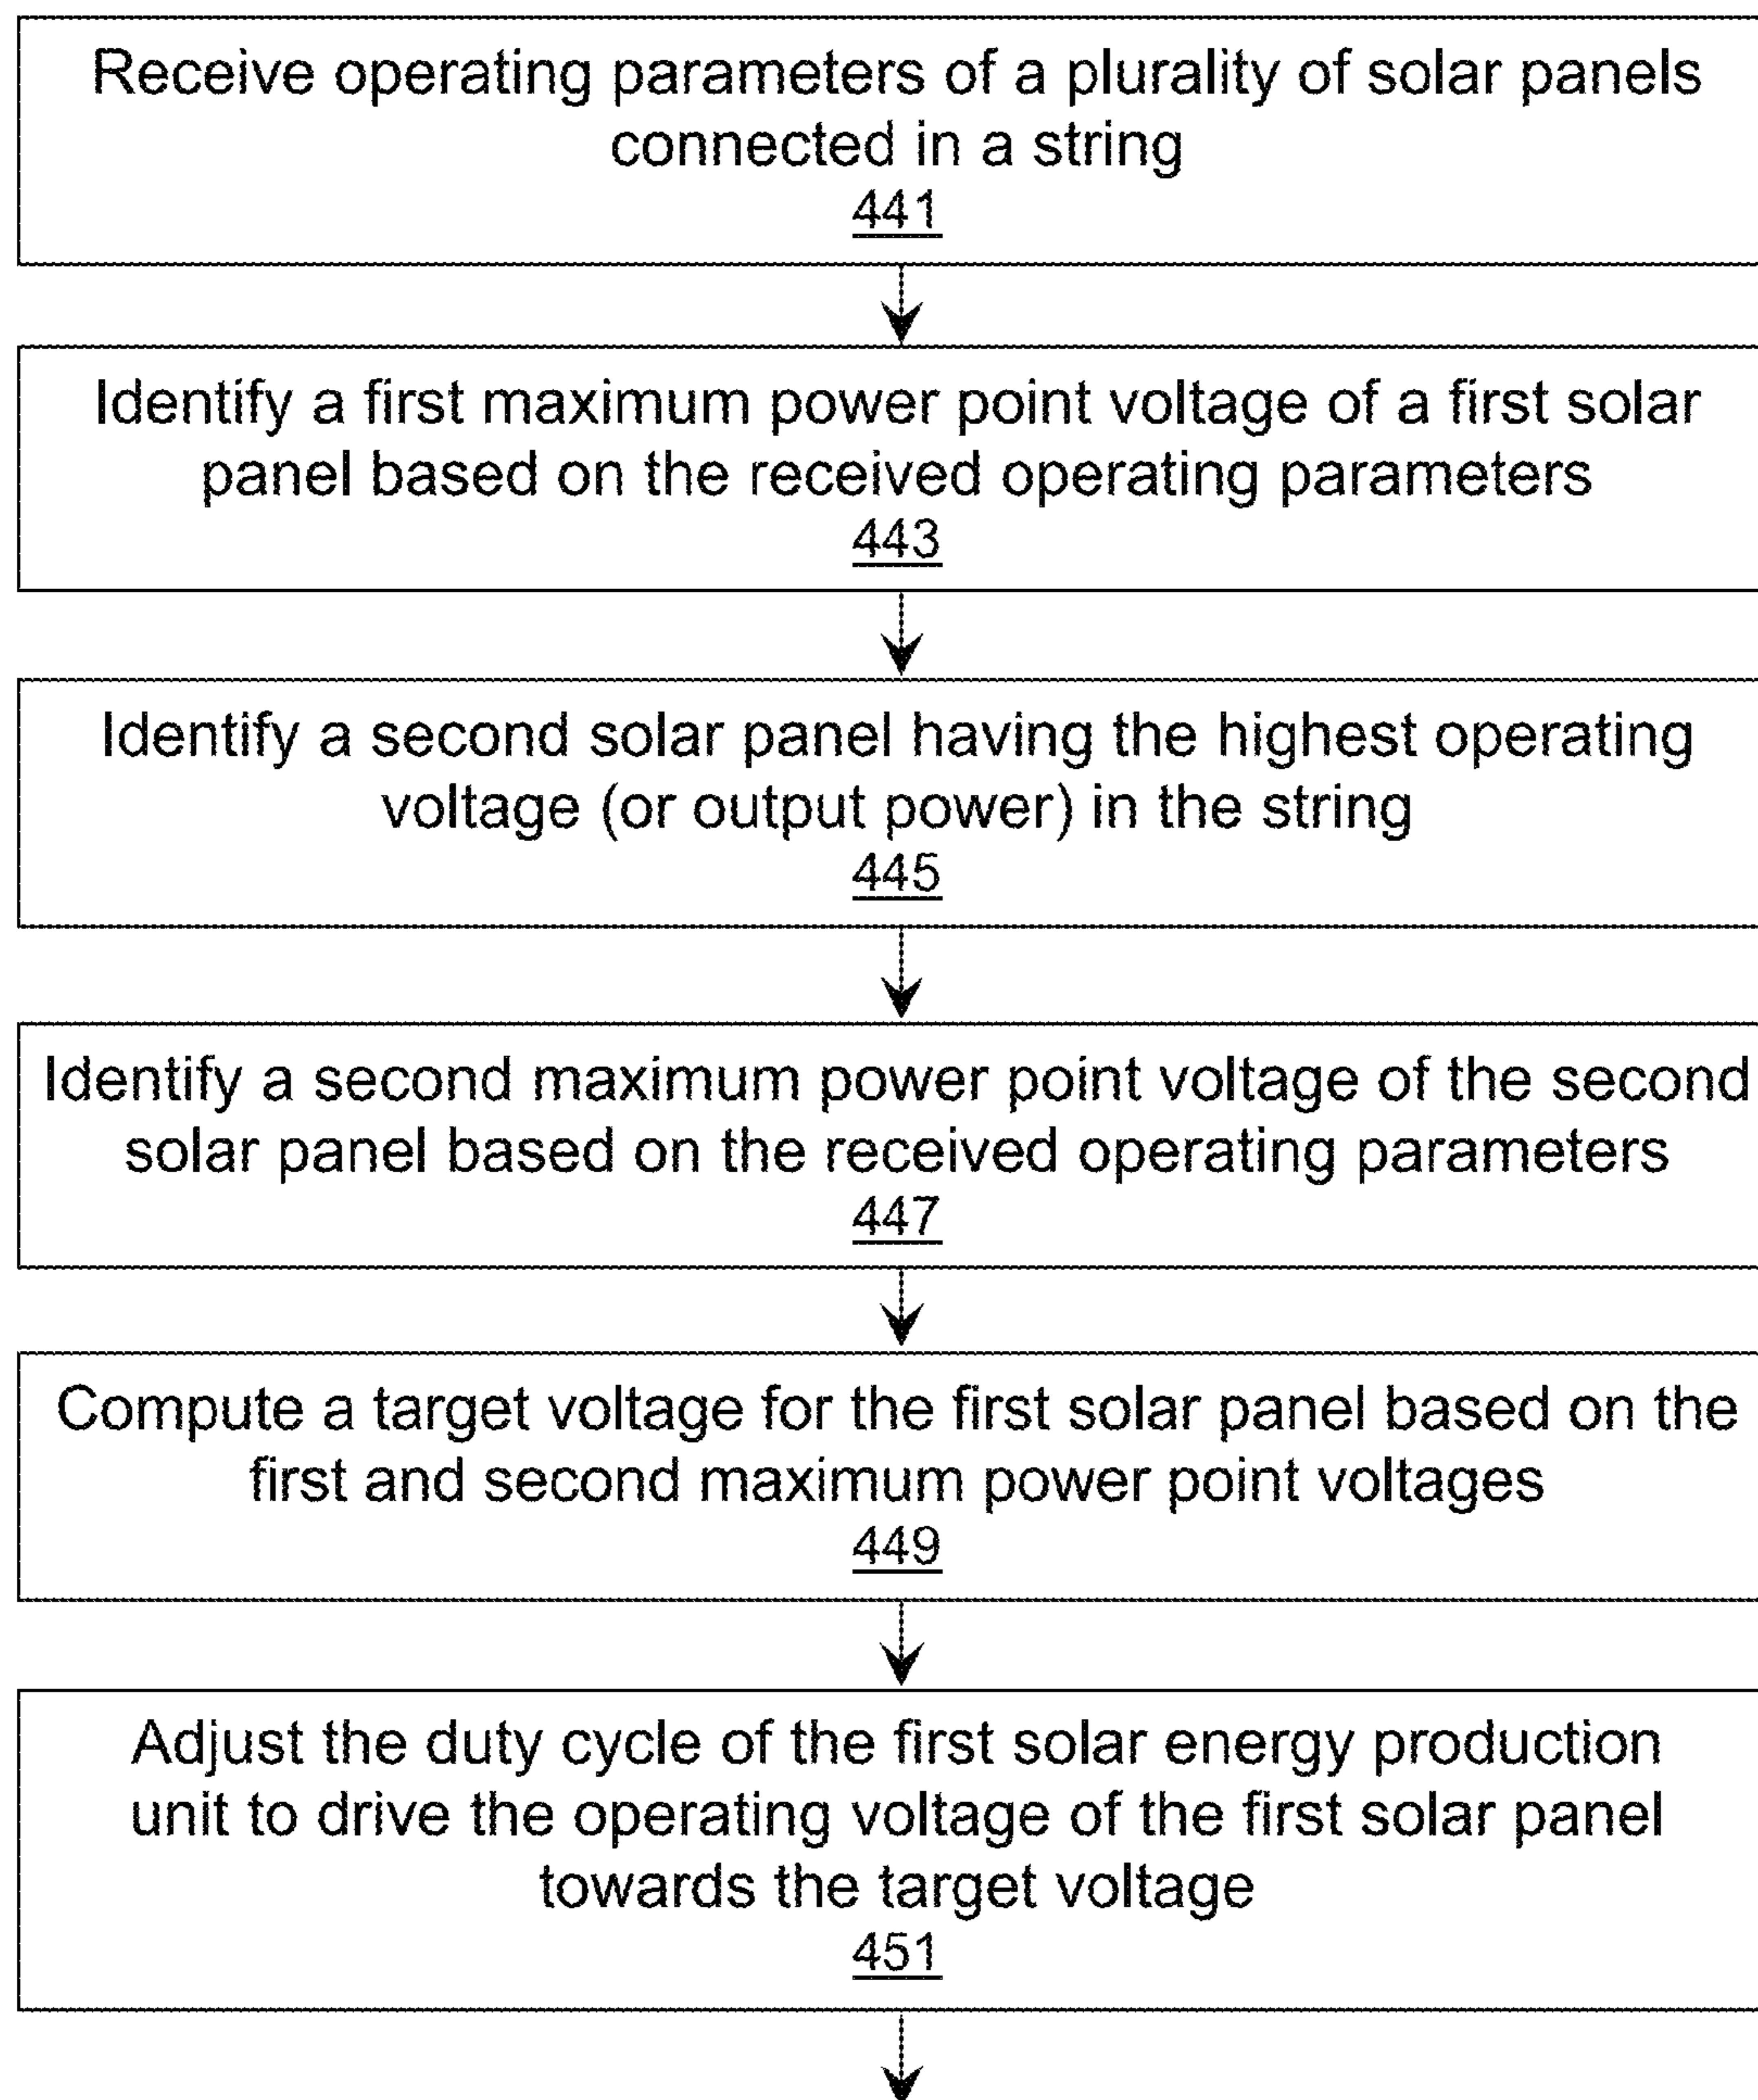 Receive operating parameters of a plurality of solar panels
connected in a string
441
Identify a first maximum power point voltage of a first solar
panel based on the received operating parameters
443
Identify a second solar panel having the highest operating
voltage (or output power) in the string
445
Identify a second maximum power point voltage of the second
solar panel based on the received operating parameters
447
Compute a target voltage for the first solar panel based on the
first and second maximum power point voltages
449
Adjust the duty cycle of the first solar energy production
unit to drive the operating voltage of the first solar panel
towards the target voltage
451